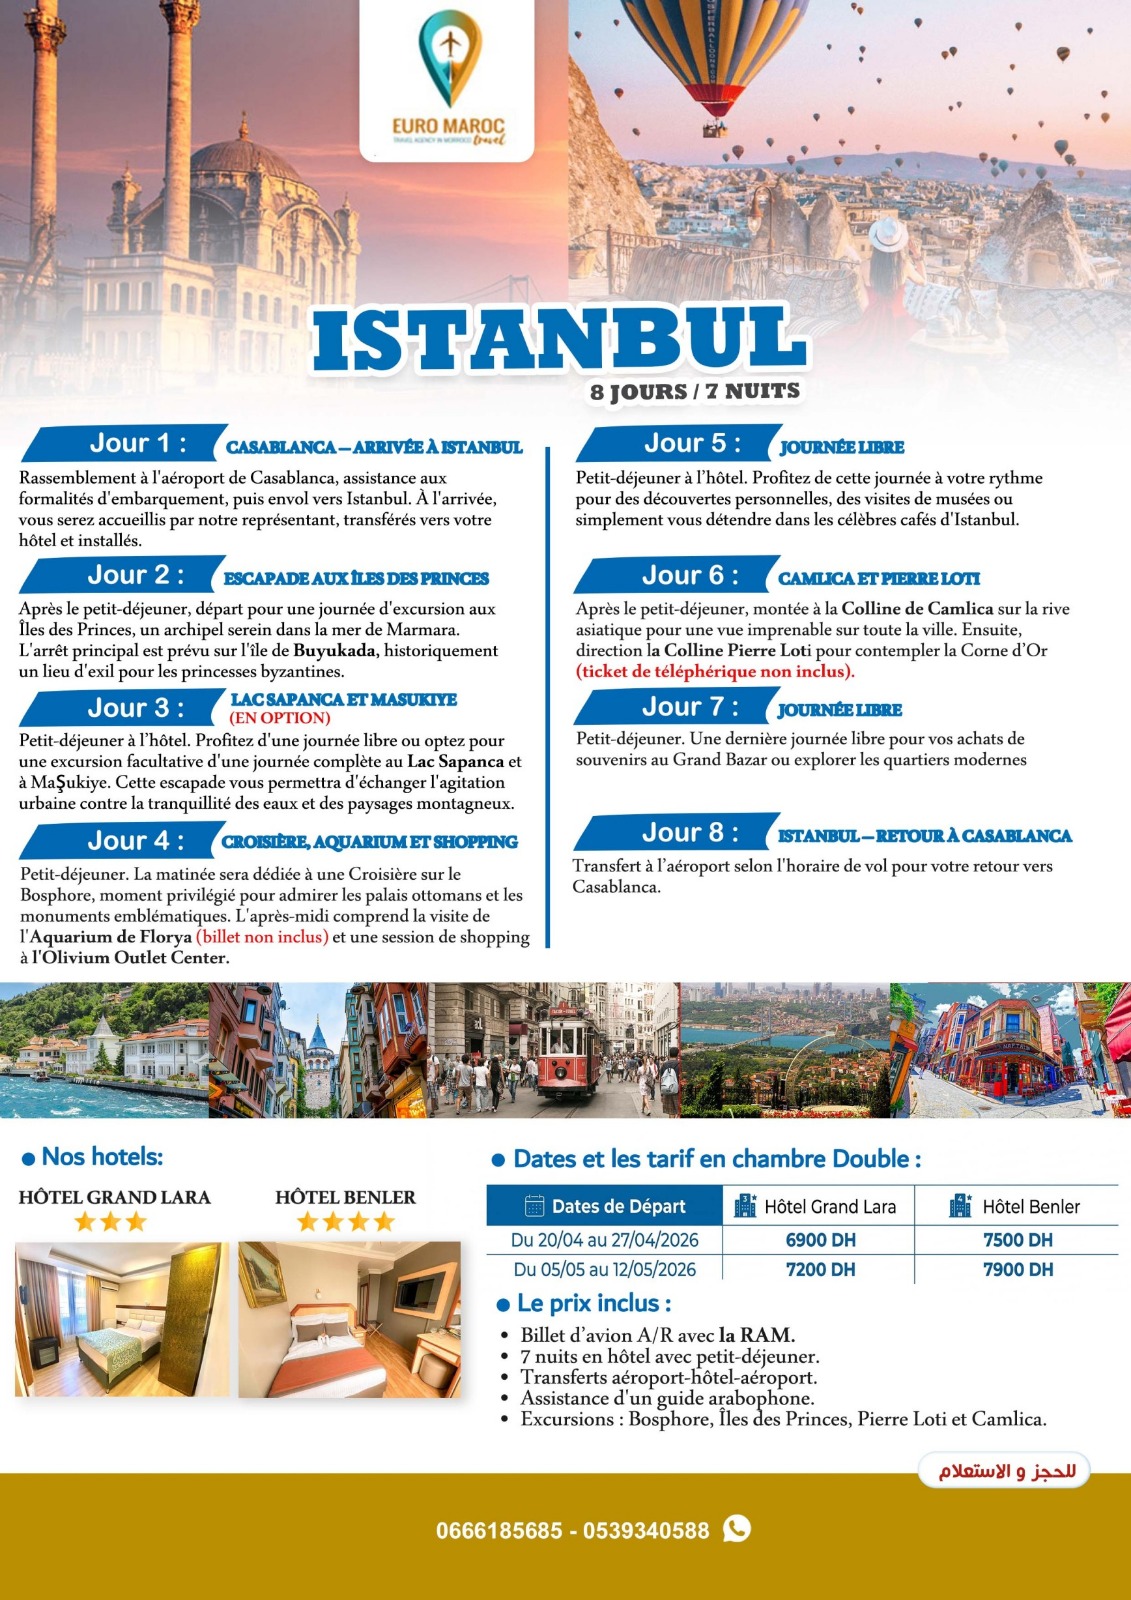 EURO MAROC
TRAVEL AGENCY IN MOROCCO travel
ISTANBUL
8 JOURS / 7 NUITS
Jour 1 : CASABLANCA – ARRIVÉE À ISTANBUL
Rassemblement à l'aéroport de Casablanca, assistance aux
formalités d'embarquement, puis envol vers Istanbul. À l'arrivée,
vous serez accueillis par notre représentant, transférés vers votre
hôtel et installés.
Jour 2 : ESCAPADE AUX ÎLES DES PRINCES
Après le petit-déjeuner, départ pour une journée d'excursion aux
Îles des Princes, un archipel serein dans la mer de Marmara.
L'arrêt principal est prévu sur l'île de Buyukada, historiquement
un lieu d'exil pour les princesses byzantines.
Jour 3 : LAC SAPANCA ET MASUKIYE
(EN OPTION)
Petit-déjeuner à l’hôtel. Profitez d'une journée libre ou optez pour
une excursion facultative d'une journée complète au Lac Sapanca et
à MaŞukiye. Cette escapade vous permettra d'échanger l'agitation
urbaine contre la tranquillité des eaux et des paysages montagneux.
Jour 4 : CROISIÈRE, AQUARIUM ET SHOPPING
Petit-déjeuner. La matinée sera dédiée à une Croisière sur le
Bosphore, moment privilégié pour admirer les palais ottomans et les
monuments emblématiques. L'après-midi comprend la visite de
l'Aquarium de Florya (billet non inclus) et une session de shopping
à l'Olivium Outlet Center.
Jour 5 : JOURNÉE LIBRE
Petit-déjeuner à l’hôtel. Profitez de cette journée à votre rythme
pour des découvertes personnelles, des visites de musées ou
simplement vous détendre dans les célèbres cafés d'Istanbul.
Jour 6 : CAMLICA ET PIERRE LOTI
Après le petit-déjeuner, montée à la Colline de Camlica sur la rive
asiatique pour une vue imprenable sur toute la ville. Ensuite,
direction la Colline Pierre Loti pour contempler la Corne d’Or
(ticket de téléphérique non inclus).
Jour 7 : JOURNÉE LIBRE
Petit-déjeuner. Une dernière journée libre pour vos achats de
souvenirs au Grand Bazar ou explorer les quartiers modernes
Jour 8 : ISTANBUL – RETOUR À CASABLANCA
Transfert à l’aéroport selon l'horaire de vol pour votre retour vers
Casablanca.
• Nos hotels:
HÔTEL GRAND LARA
HÔTEL BENLER
• Dates et les tarif en chambre Double :
Dates de Départ 3 Hôtel Grand Lara 4 Hôtel Benler
Du 20/04 au 27/04/2026 6900 DH 7500 DH
Du 05/05 au 12/05/2026 7200 DH 7900 DH
• Le prix inclus :
• Billet d’avion A/R avec la RAM.
• 7 nuits en hôtel avec petit-déjeuner.
• Transferts aéroport-hôtel-aéroport.
• Assistance d'un guide arabophone.
• Excursions : Bosphore, Îles des Princes, Pierre Loti et Camlica.
للحجز و الاستعلام
0666185685 - 0539340588